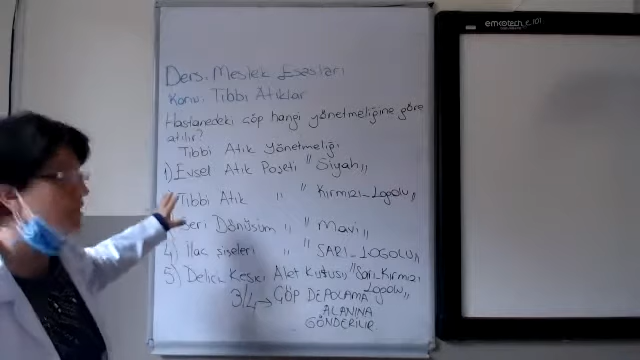 emkotech
Ders: Meslek Esasları
Konu: Tıbbi Atıklar
Hastanedeki çöp hangi yönetmeliğine göre
atılır?
Tıbbi Atık Yönetmeliği
1) Evsel Atık Poşeti "Siyah"
Tıbbi Atık " "Kırmızı-Logolu"
Geri Dönüşüm " "Mavi"
4) İlaç şişeleri " "SARI-LOGOLU"
5) Delici Kesici Alet Kutusu "Sarı-Kırmızı
Logolu"
3/4 → ÇÖP DEPOLAMA
ALANINA
GÖNDERİLİR